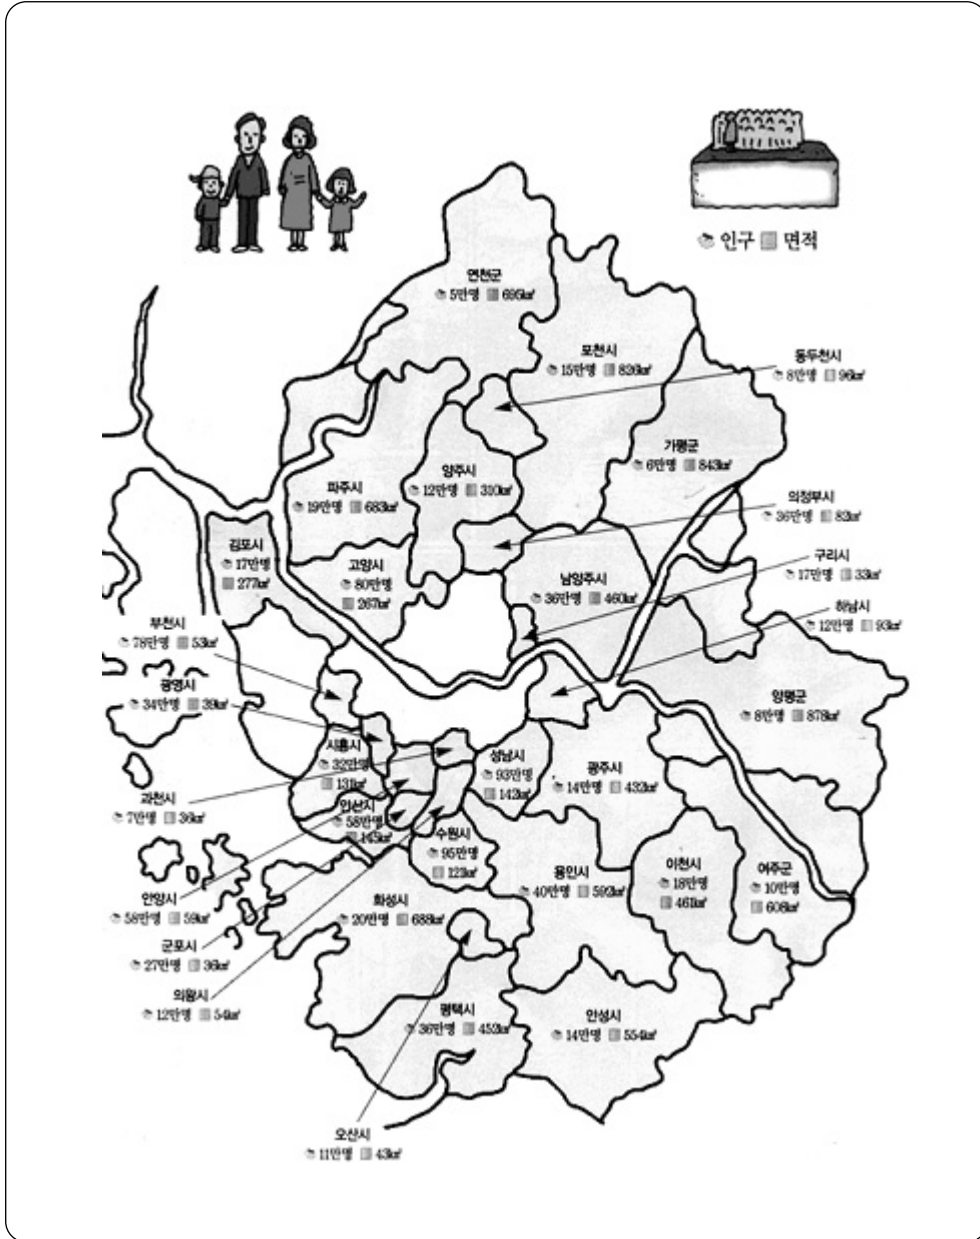 인구 면적
연천군
5만명 695㎢
포천시
15만명 826㎢
동두천시
8만명 96㎢
가평군
6만명 843㎢
양주시
12만명 310㎢
파주시
19만명 683㎢
의정부시
36만명 82㎢
김포시
17만명
277㎢
고양시
80만명
267㎢
남양주시
36만명 460㎢
구리시
17만명 33㎢
하남시
12만명 93㎢
부천시
78만명 53㎢
광명시
34만명 39㎢
양평군
8만명 878㎢
시흥시
32만명
131㎢
성남시
93만명
142㎢
광주시
14만명 432㎢
과천시
7만명 36㎢
안산시
58만명
145㎢
수원시
95만명
121㎢
용인시
40만명 592㎢
이천시
18만명
461㎢
여주군
10만명
608㎢
안양시
58만명 59㎢
화성시
20만명 688㎢
군포시
27만명 36㎢
의왕시
12만명 54㎢
평택시
36만명 452㎢
안성시
14만명 554㎢
오산시
11만명 43㎢